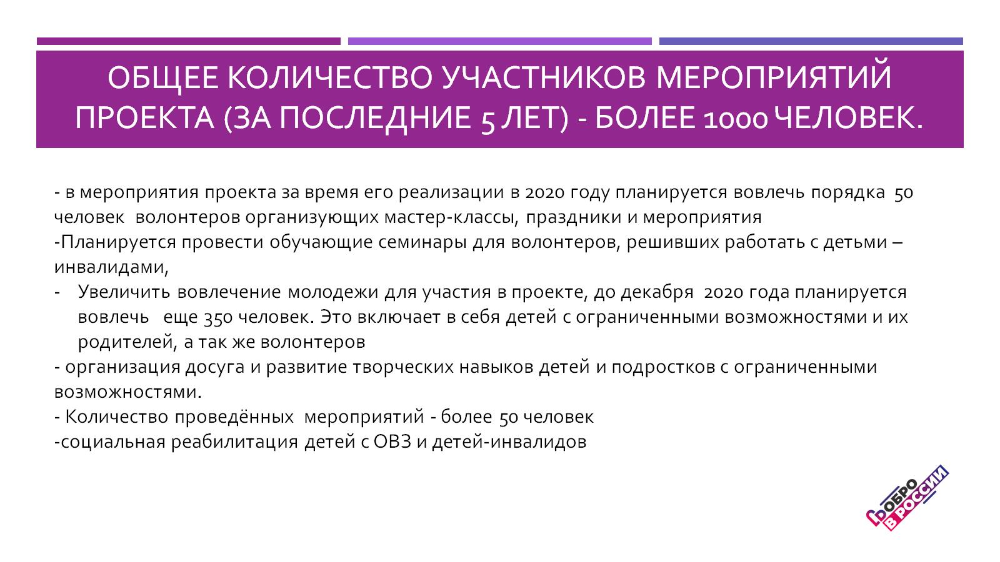 ОБЩЕЕ КОЛИЧЕСТВО УЧАСТНИКОВ МЕРОПРИЯТИЙ
ПРОЕКТА (ЗА ПОСЛЕДНИЕ 5 ЛЕТ) - БОЛЕЕ 1000 ЧЕЛОВЕК.
- в мероприятия проекта за время его реализации в 2020 году планируется вовлечь порядка 50
человек волонтеров организующих мастер-классы, праздники и мероприятия
-Планируется провести обучающие семинары для волонтеров, решивших работать с детьми –
инвалидами,
- Увеличить вовлечение молодежи для участия в проекте, до декабря 2020 года планируется
вовлечь еще 350 человек. Это включает в себя детей с ограниченными возможностями и их
родителей, а так же волонтеров
- организация досуга и развитие творческих навыков детей и подростков с ограниченными
возможностями.
- Количество проведённых мероприятий - более 50 человек
-социальная реабилитация детей с ОВЗ и детей-инвалидов
ДОБРО
В РОССИИ